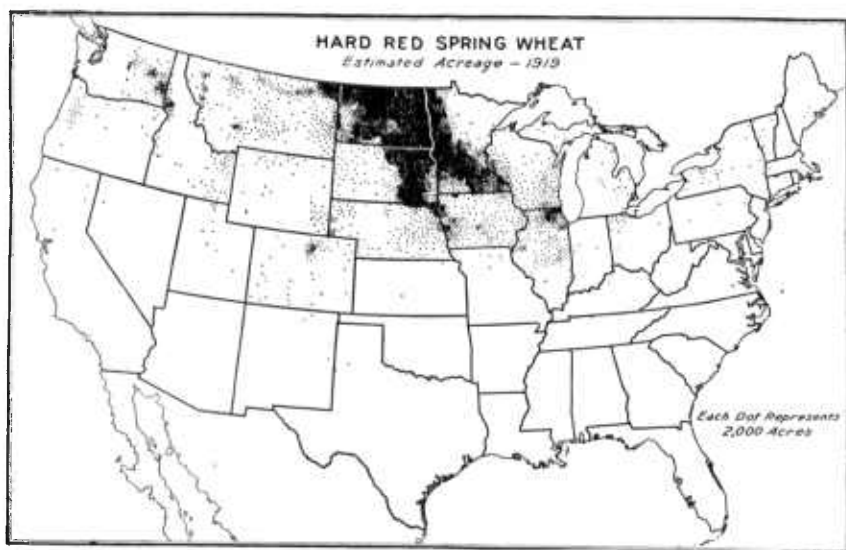 HARD RED SPRING WHEAT
Estimated Acreage – 1919
Each Dot Represents
2,000 Acres